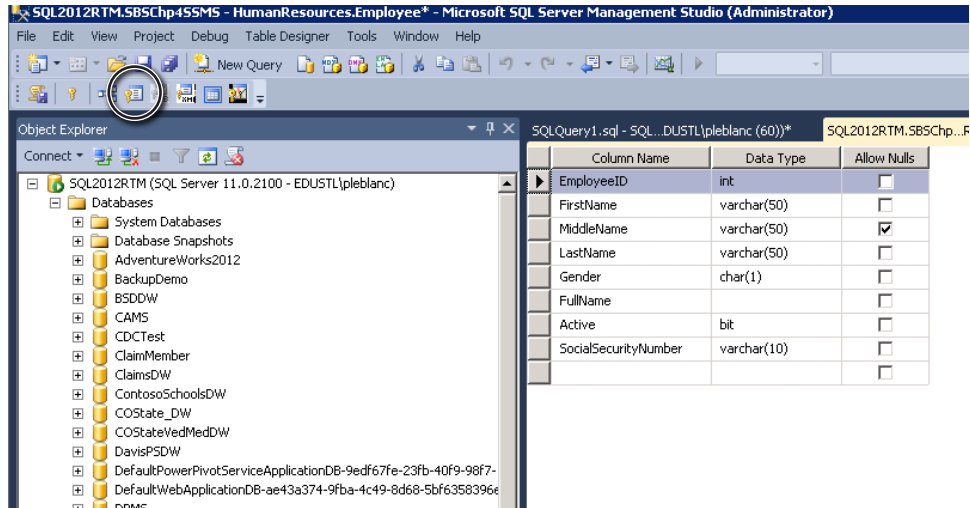 SQL2012RTM.SBSChp4SSMS - HumanResources.Employee* - Microsoft SQL Server Management Studio (Administrator)
File Edit View Project Debug Table Designer Tools Window Help
New Query
Object Explorer
SQLQuery1.sql - SQL...DUSTL\pleblanc (60))*
SQL2012RTM.SBSChp...R
Connect
Column Name Data Type Allow Nulls
SQL2012RTM (SQL Server 11.0.2100 - EDUSTL\pleblanc)
EmployeeID int
Databases
FirstName varchar(50)
System Databases
MiddleName varchar(50)
Database Snapshots
LastName varchar(50)
AdventureWorks2012
Gender char(1)
BackupDemo
FullName
BSDDW
Active bit
CAMS
SocialSecurityNumber varchar(10)
CDCTest
ClaimMember
ClaimsDW
ContosoSchoolsDW
COState_DW
COStateVedMedDW
DavisPSDW
DefaultPowerPivotServiceApplicationDB-9edf67fe-23fb-40f9-98f7-
DefaultWebApplicationDB-ae43a374-9fba-4c49-8d68-5bf6358396e